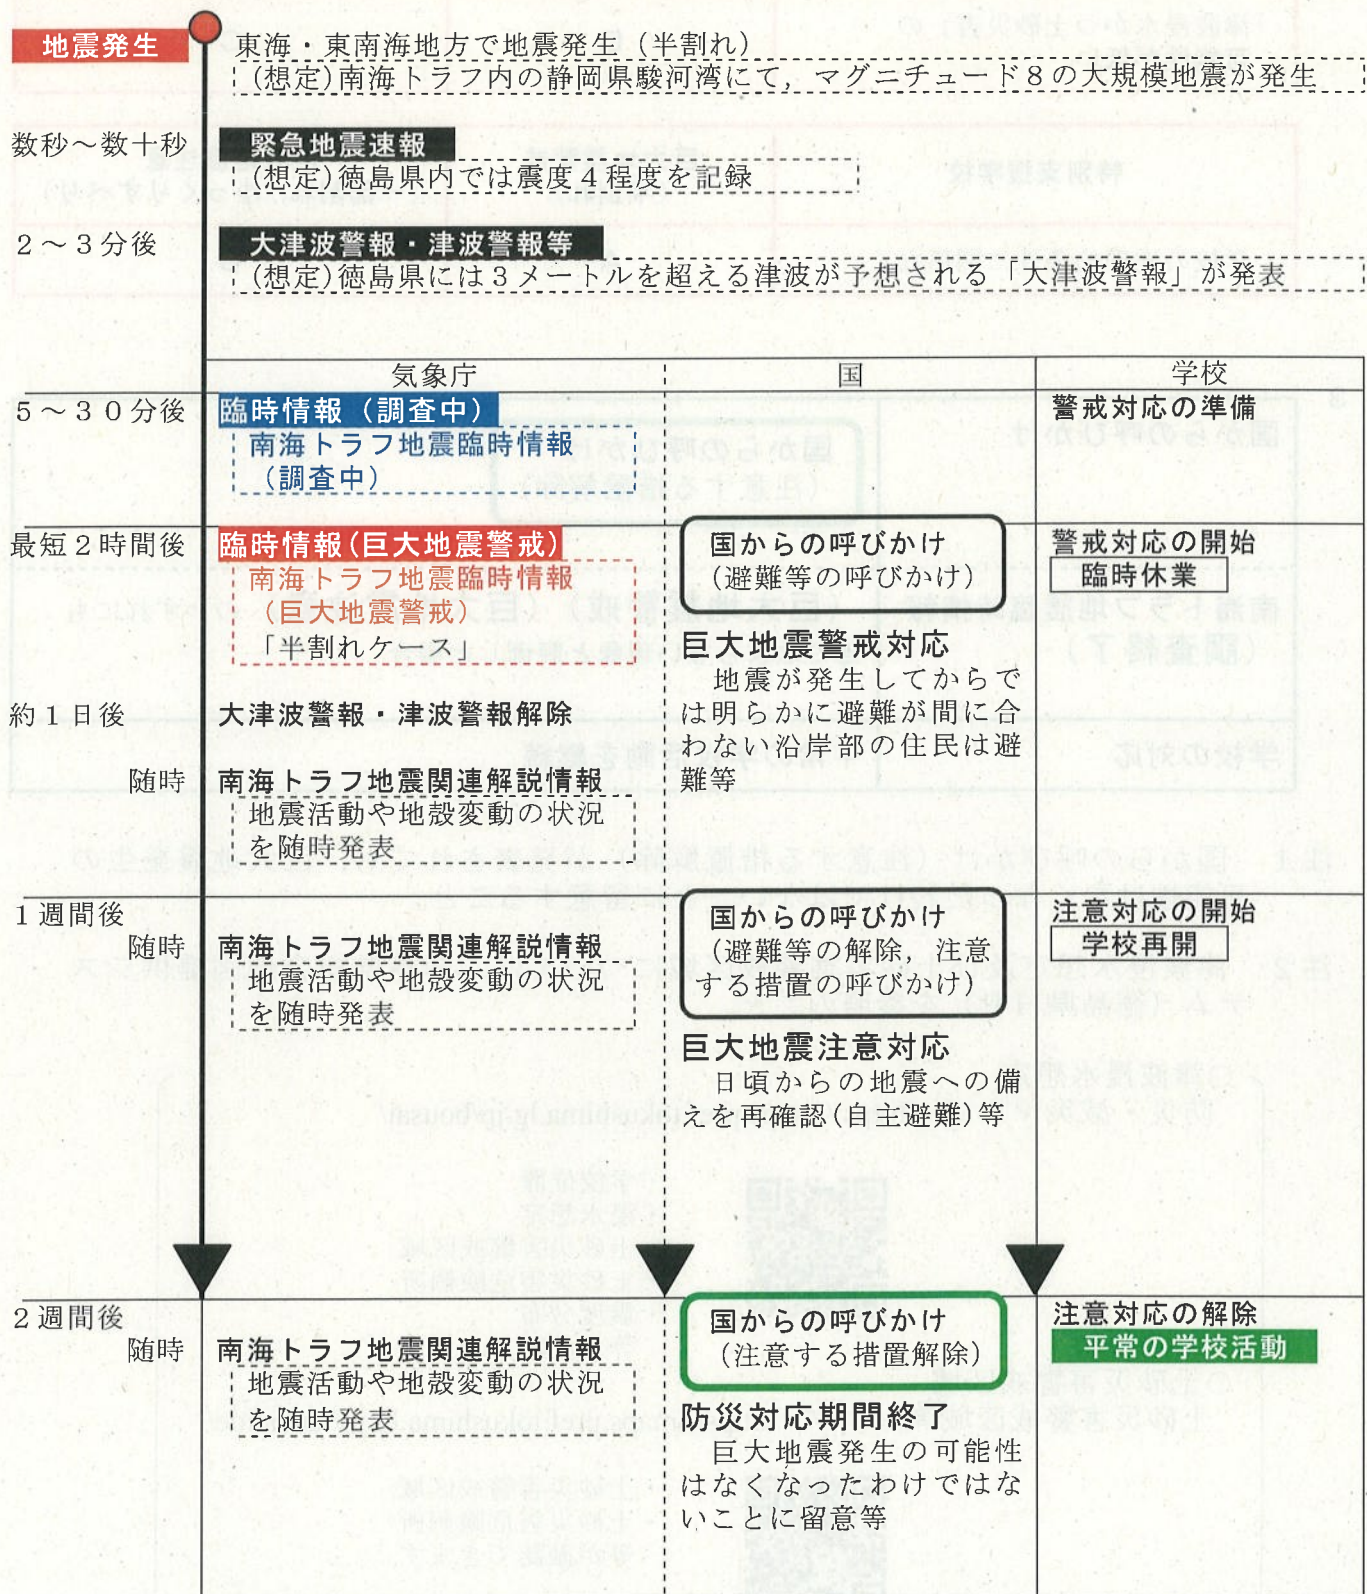 地震発生
東海・東南海地方で地震発生（半割れ）
(想定)南海トラフ内の静岡県駿河湾にて，マグニチュード８の大規模地震が発生
数秒～数十秒
緊急地震速報
(想定)徳島県内では震度４程度を記録
２～３分後
大津波警報・津波警報等
(想定)徳島県には３メートルを超える津波が予想される「大津波警報」が発表
気象庁
国
学校
５～３０分後
臨時情報（調査中）
南海トラフ地震臨時情報
（調査中）
警戒対応の準備
最短２時間後
臨時情報(巨大地震警戒)
南海トラフ地震臨時情報
（巨大地震警戒）
「半割れケース」
国からの呼びかけ
（避難等の呼びかけ）
巨大地震警戒対応
地震が発生してからで
は明らかに避難が間に合
わない沿岸部の住民は避
難等
警戒対応の開始
臨時休業
約１日後
大津波警報・津波警報解除
随時
南海トラフ地震関連解説情報
地震活動や地殻変動の状況
を随時発表
１週間後
随時
南海トラフ地震関連解説情報
地震活動や地殻変動の状況
を随時発表
国からの呼びかけ
（避難等の解除，注意
する措置の呼びかけ）
巨大地震注意対応
日頃からの地震への備
えを再確認(自主避難)等
注意対応の開始
学校再開
２週間後
随時
南海トラフ地震関連解説情報
地震活動や地殻変動の状況
を随時発表
国からの呼びかけ
（注意する措置解除）
防災対応期間終了
巨大地震発生の可能性
はなくなったわけではな
いことに留意等
注意対応の解除
平常の学校活動